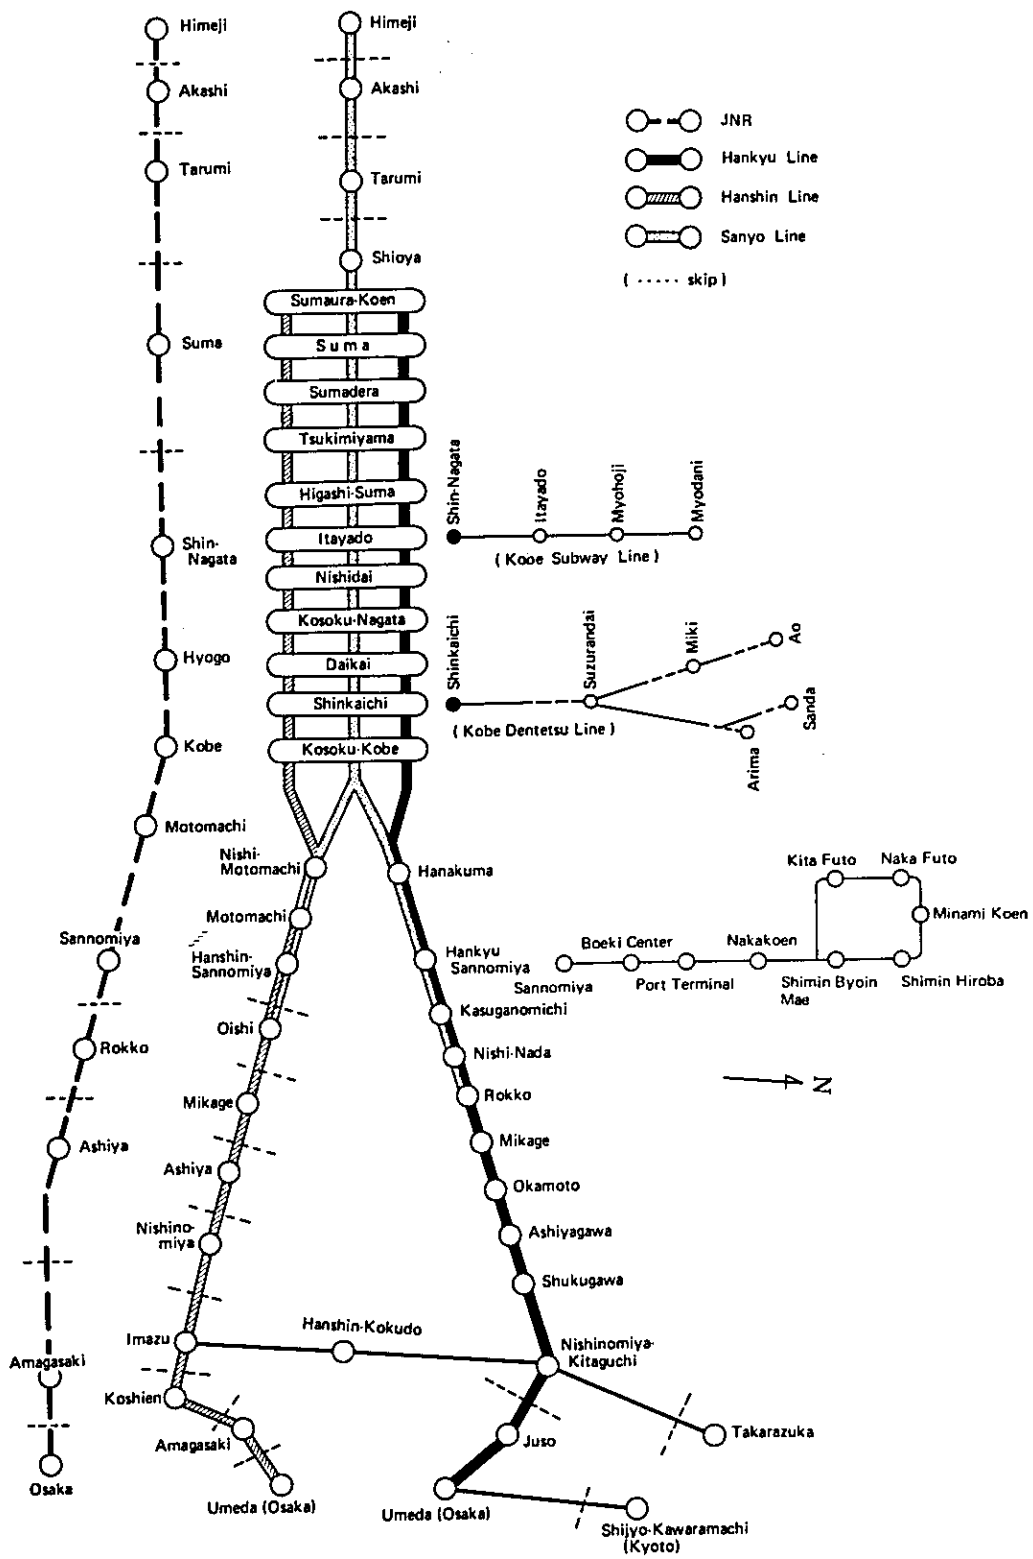 Himeji
Akashi
Tarumi
Suma
Shin-
Nagata
Hyogo
Kobe
Motomachi
Sannomiya
Rokko
Ashiya
Amagasaki
Osaka
Himeji
Akashi
Tarumi
Shioya
Sumaura-Koen
Suma
Sumadera
Tsukimiyama
Higashi-Suma
Itayado
Nishidai
Kosoku-Nagata
Daikai
Shinkaichi
Kosoku-Kobe
Nishi-
Motomachi
Motomachi
Hanshin-
Sannomiya
Oishi
Mikage
Ashiya
Nishino-
miya
Imazu
Koshien
Amagasaki
Umeda (Osaka)
Hanshin-Kokudo
Hanakuma
Hankyu
Sannomiya
Kasuganomichi
Nishi-Nada
Rokko
Mikage
Okamoto
Ashiyagawa
Shukugawa
Nishinomiya-
Kitaguchi
Juso
Umeda (Osaka)
Takarazuka
Shijyo-Kawaramachi
(Kyoto)
JNR
Hankyu Line
Hanshin Line
Sanyo Line
( ····· skip )
Shin-Nagata
Itayado
Myohoji
Myodani
( Kobe Subway Line )
Shinkaichi
Suzurandai
Miki
Ao
Sanda
Arima
( Kobe Dentetsu Line )
Kita Futo
Naka Futo
Minami Koen
Boeki Center
Nakakoen
Sannomiya
Port Terminal
Shimin Byoin
Mae
Shimin Hiroba
N